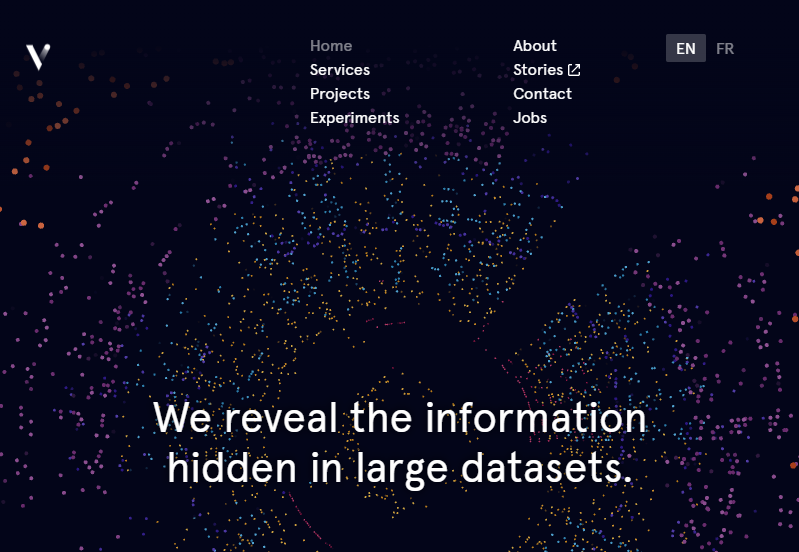 Home
Services
Projects
Experiments
About
Stories
Contact
Jobs
EN FR
We reveal the information
hidden in large datasets.